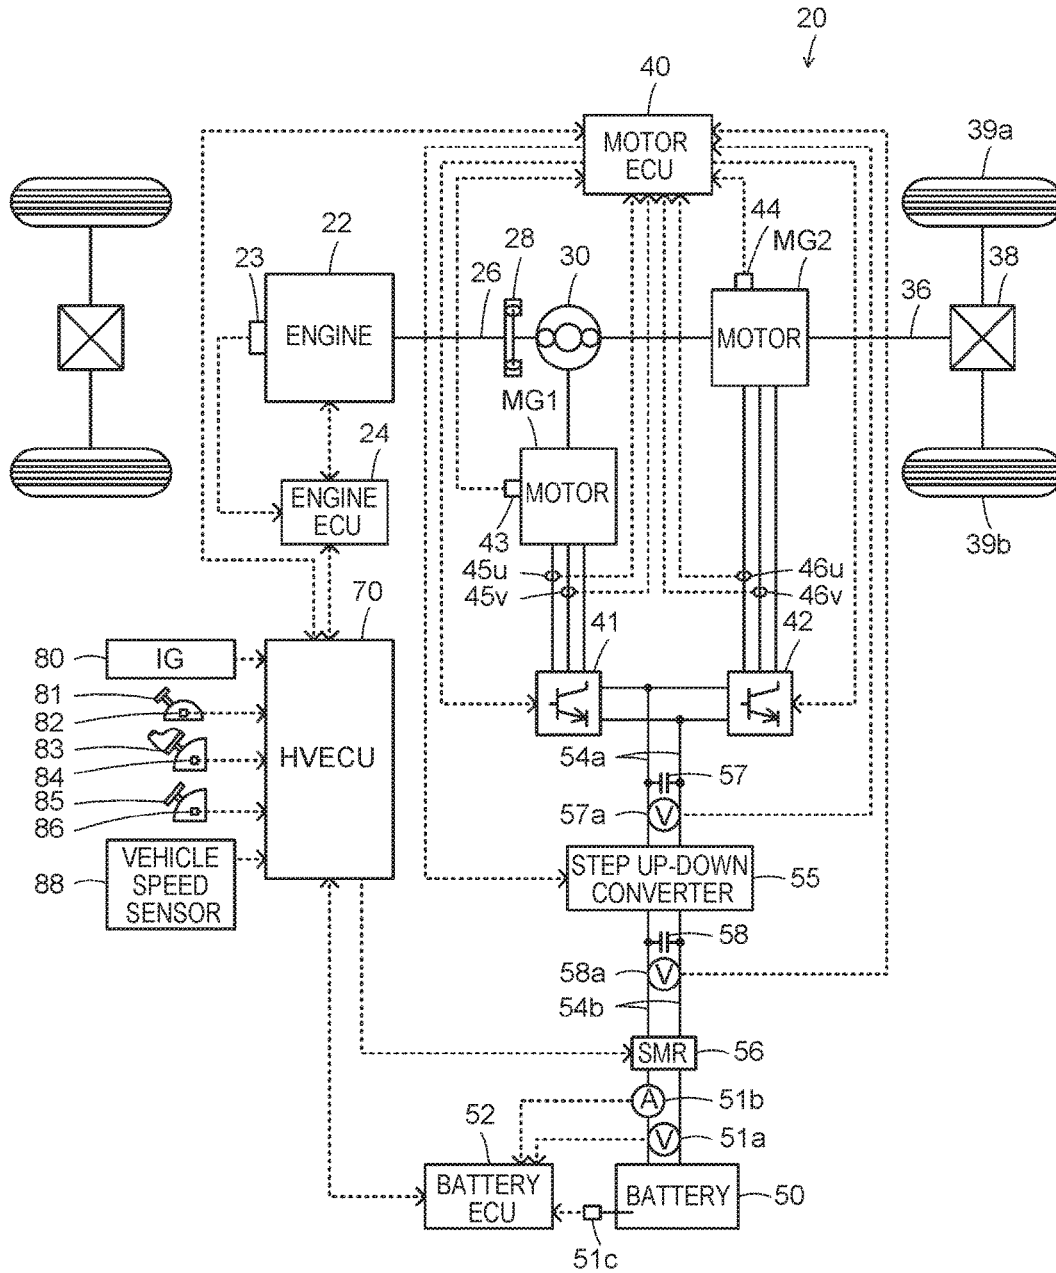 20
40
MOTOR
ECU
39a
44
22
28
MG2
23
30
38
26
36
ENGINE
MOTOR
MG1
24
ENGINE
ECU
MOTOR
43
39b
45u
46u
45v
46v
70
41
42
80
IG
81
82
83
HVECU
84
54a
57
85
86
57a
V
VEHICLE
SPEED
SENSOR
88
STEP UP-DOWN
CONVERTER
55
58
58a
V
54b
SMR
56
A
51b
52
V
51a
BATTERY
ECU
BATTERY
50
51c